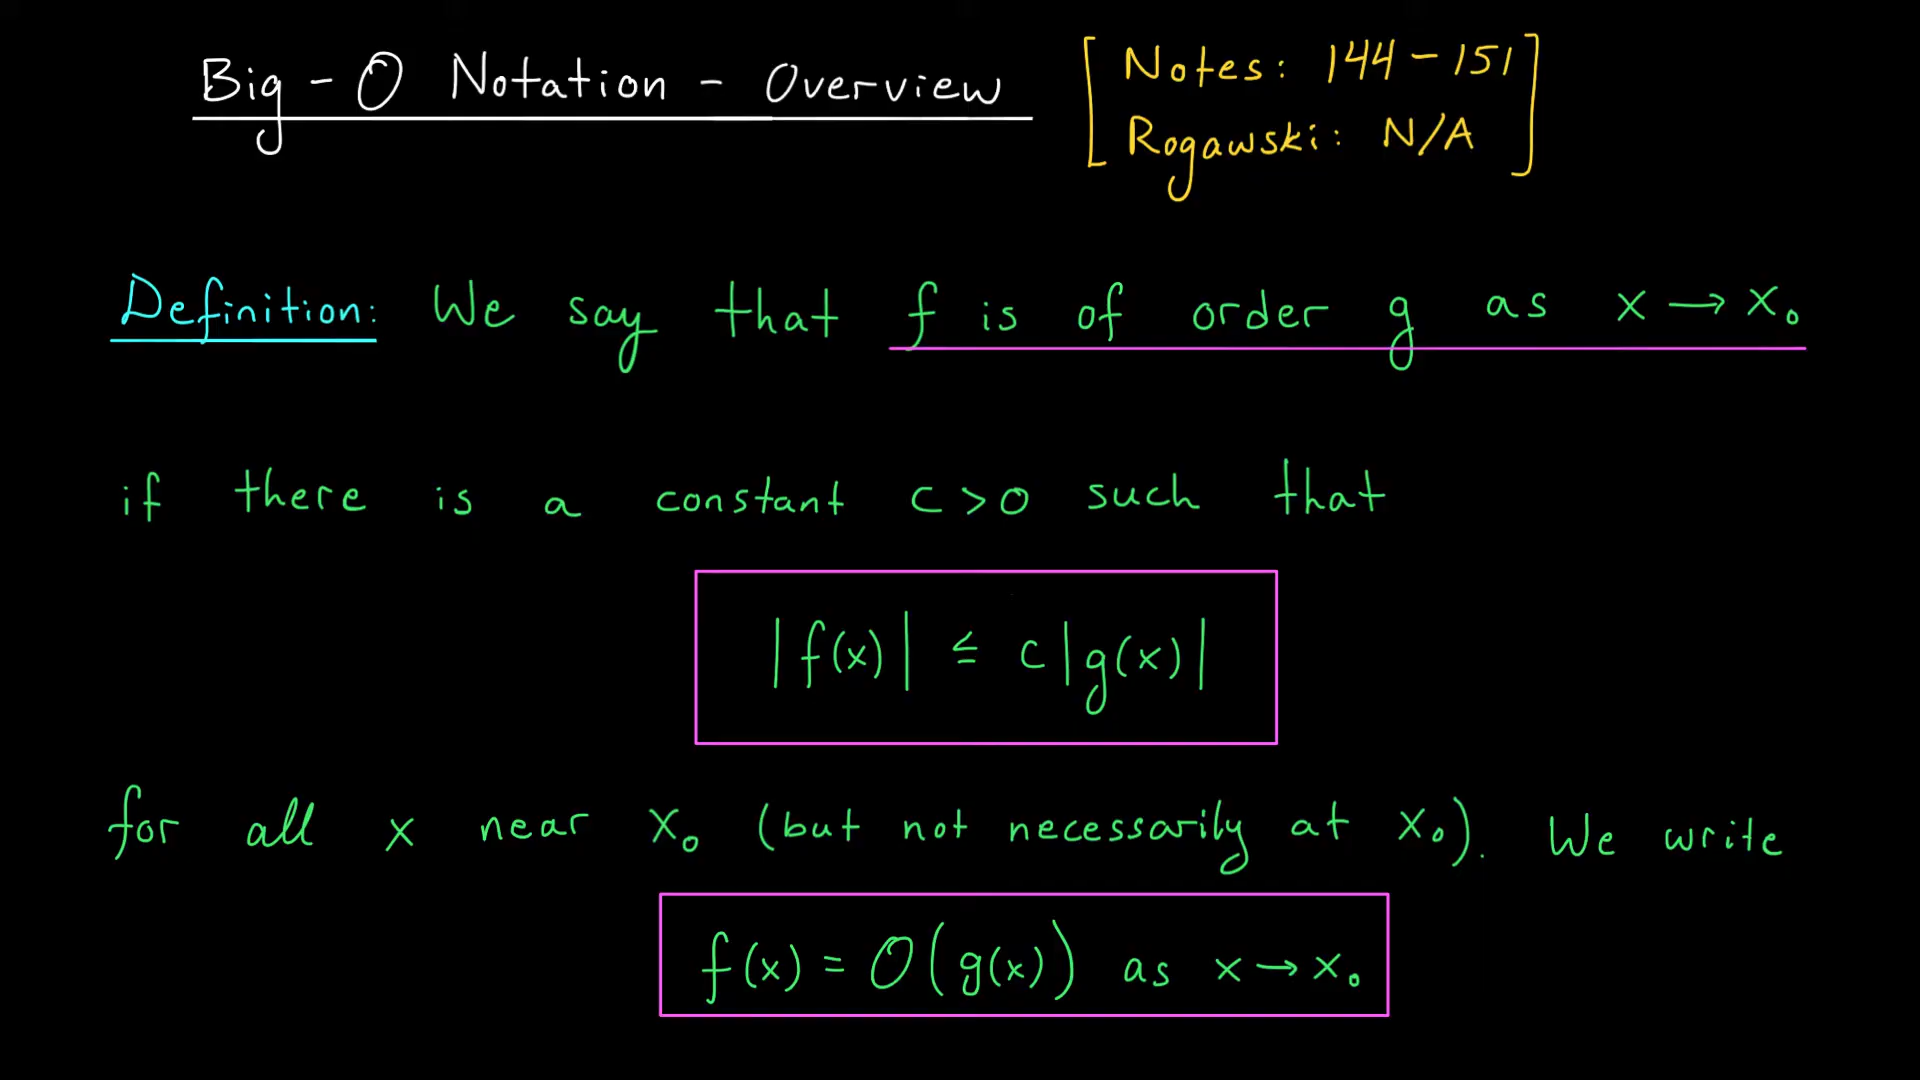 Big-O Notation - Overview
[Notes: 144-151
Rogawski: N/A]
Definition: We say that f is of order g as x → x₀
if there is a constant c>0 such that
|f(x)| ≤ c|g(x)|
for all x near x₀ (but not necessarily at x₀). We write
f(x) = O(g(x)) as x → x₀